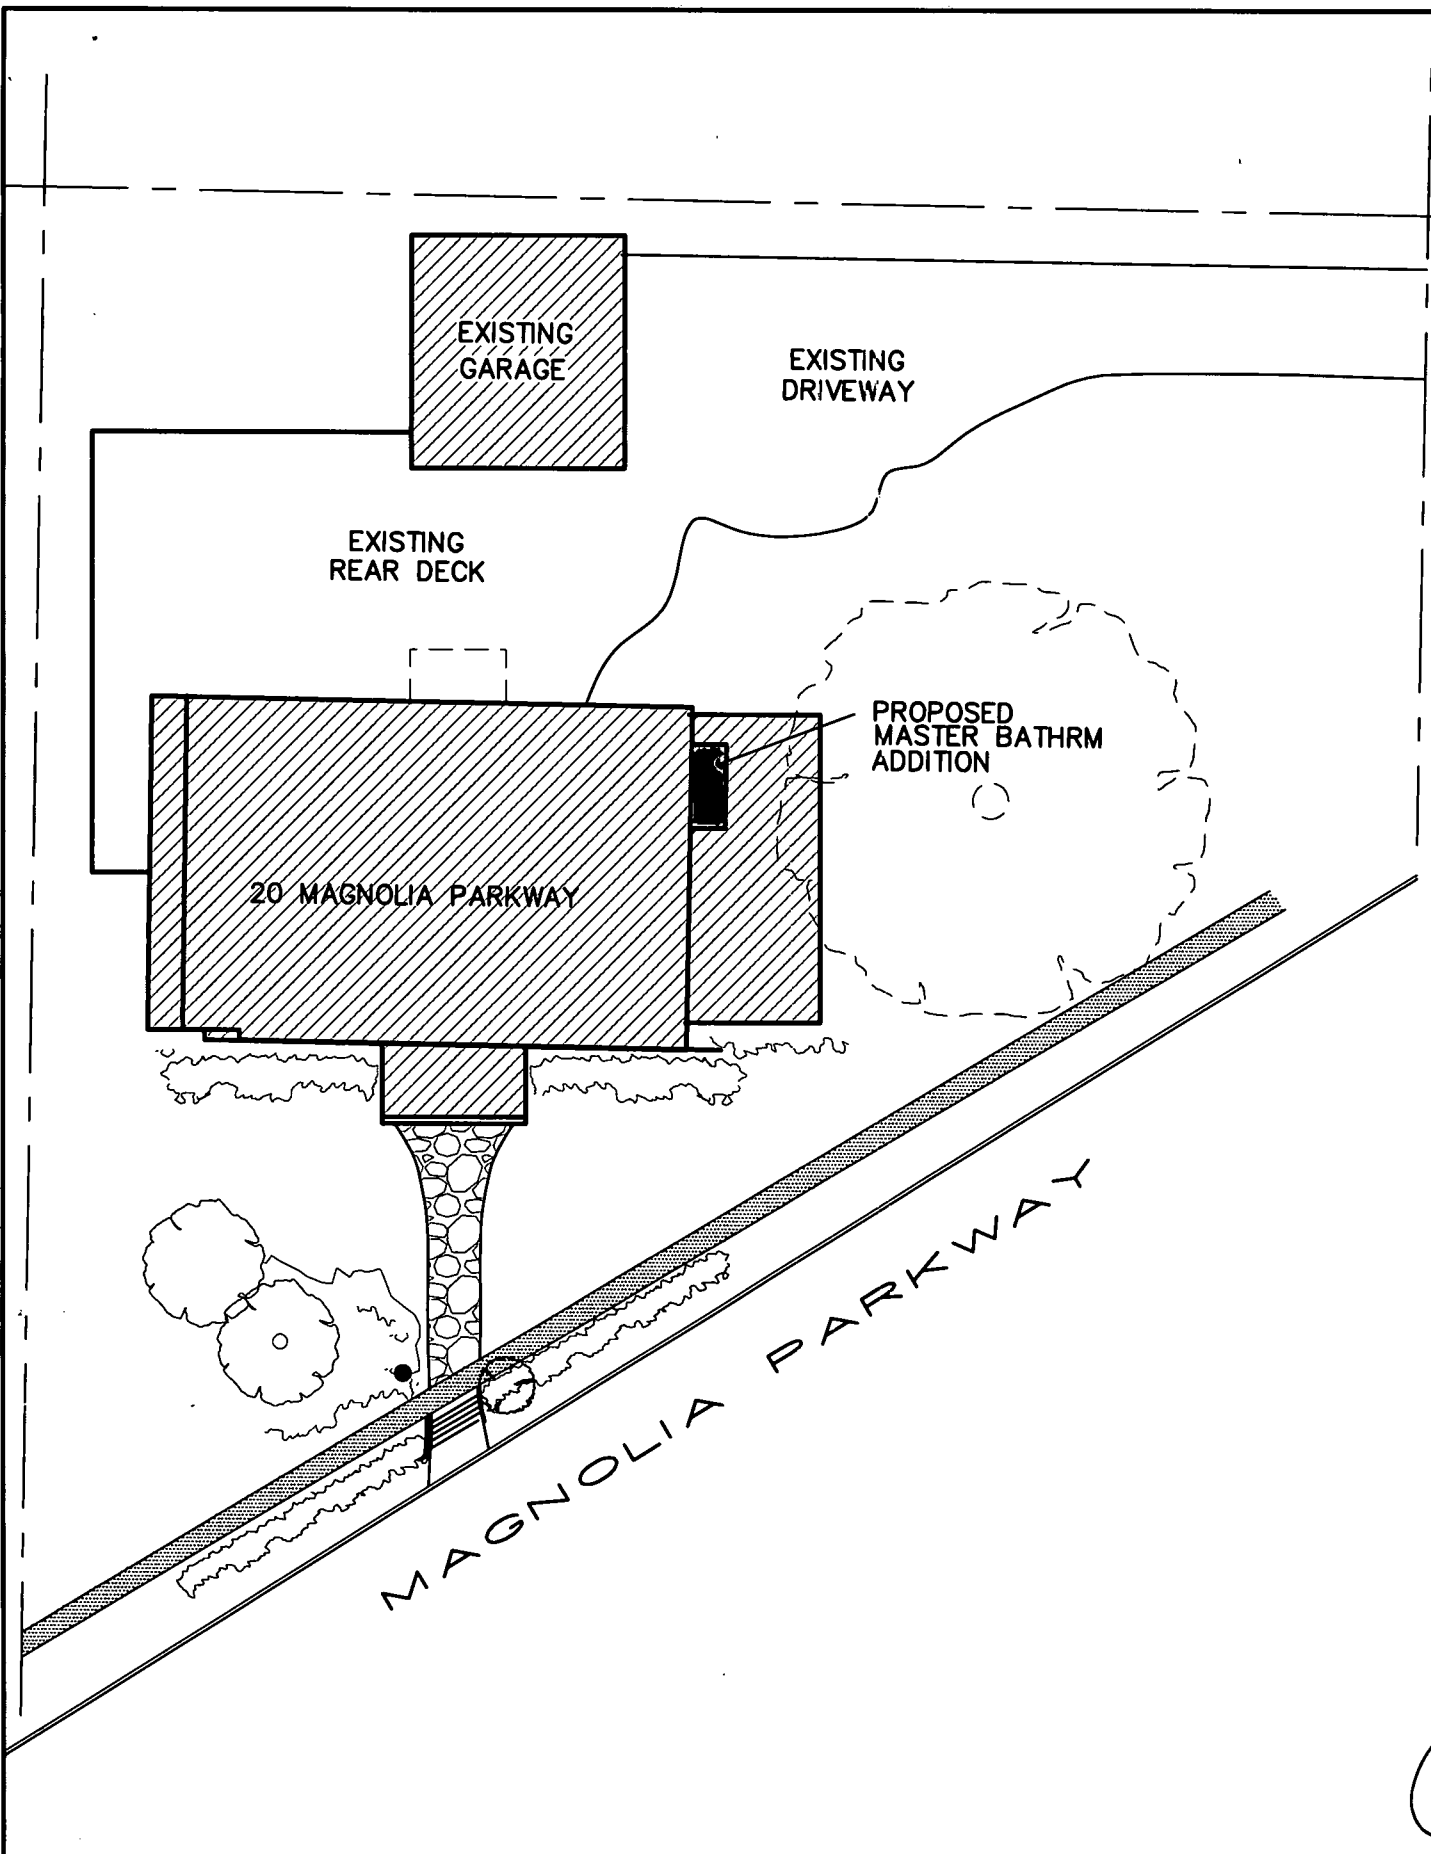 EXISTING
GARAGE
EXISTING
DRIVEWAY
EXISTING
REAR DECK
PROPOSED
MASTER BATHRM
ADDITION
20 MAGNOLIA PARKWAY
MAGNOLIA PARKWAY